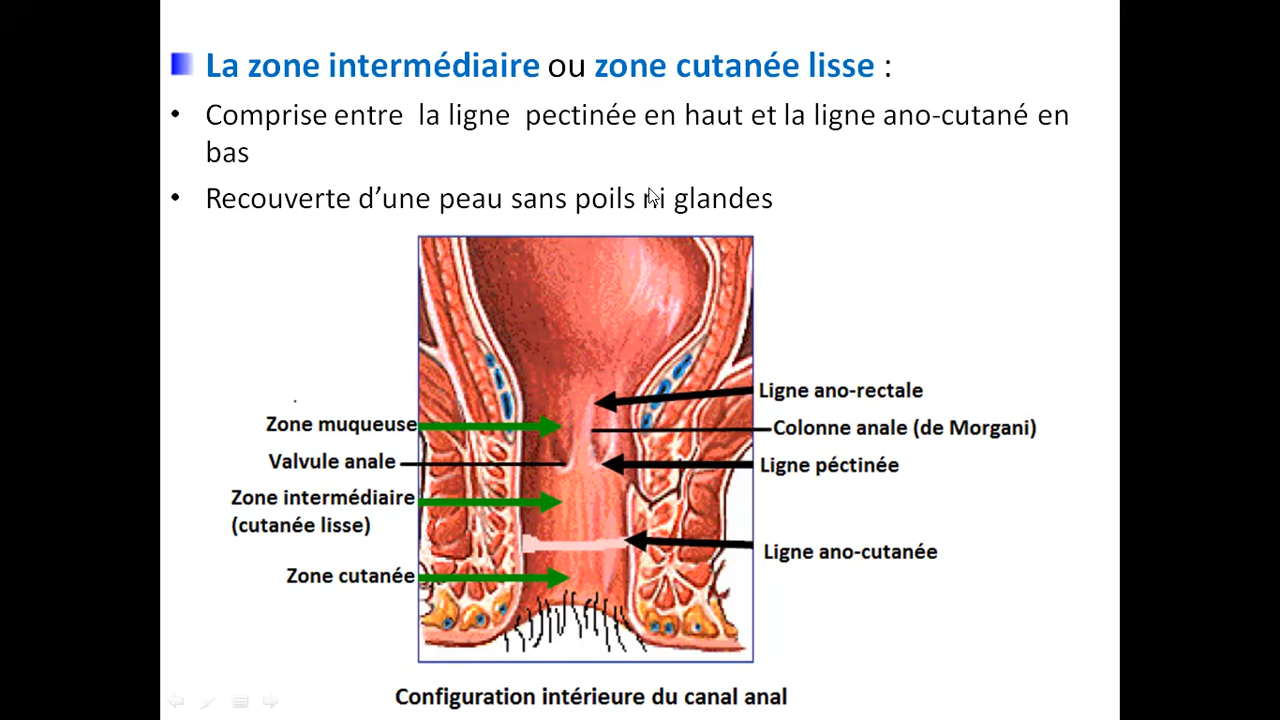 La zone intermédiaire ou zone cutanée lisse :
• Comprise entre la ligne pectinée en haut et la ligne ano-cutané en
bas
• Recouverte d’une peau sans poils ni glandes
Ligne ano-rectale
Zone muqueuse
Colonne anale (de Morgani)
Valvule anale
Ligne péctinée
Zone intermédiaire
(cutanée lisse)
Ligne ano-cutanée
Zone cutanée
Configuration intérieure du canal anal